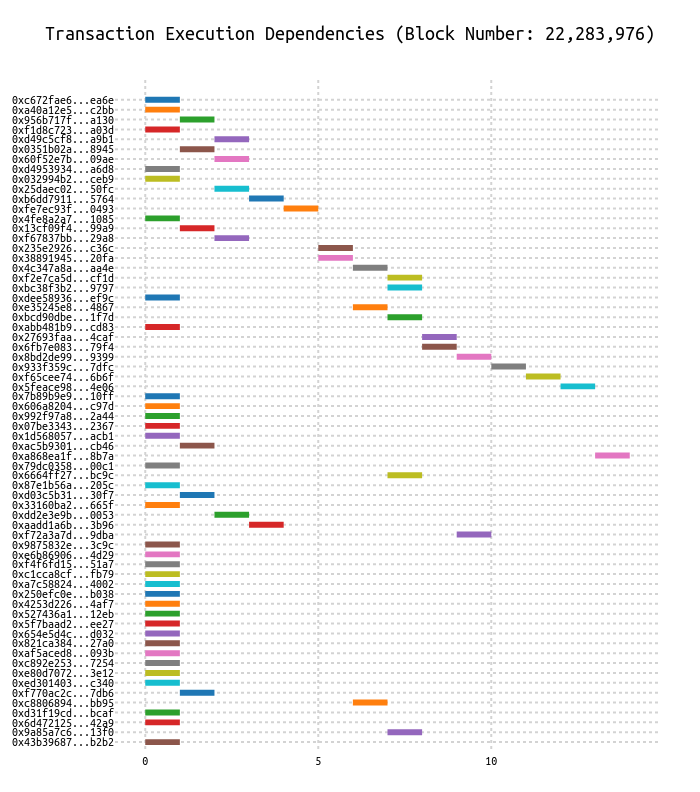 Transaction Execution Dependencies (Block Number: 22,283,976)
0xc672fae6...ea6e
0xa40a12e5...c2bb
0x956b717f...a130
0xf1d8c723...a03d
0xd49c5cf8...a9b1
0x0351b02a...8945
0x60f52e7b...09ae
0xd4953934...a6d8
0x032994b2...ceb9
0x25daec02...50fc
0xb6dd7911...5764
0xfe7ec93f...0493
0x4fe8a2a7...1085
0x13cf09f4...99a9
0xf67837bb...29a8
0x235e2926...c36c
0x38891945...20fa
0x4c347a8a...aa4e
0xf2e7ca5d...cf1d
0xbc38f3b2...9797
0xdee58936...ef9c
0xe35245e8...4867
0xbcd90dbe...1f7d
0xabb481b9...cd83
0x27693faa...4caf
0x6fb7e083...79f4
0x8bd2de99...9399
0x933f359c...7dfc
0xf65cee74...6b6f
0x5feace98...4e06
0x7b89b9e9...10ff
0x606a8204...c97d
0x992f97a8...2a44
0x07be3343...2367
0x1d568057...acb1
0xac5b9301...cb46
0xa868ea1f...8b7a
0x79dc0358...00c1
0x6664ff27...bc9c
0x87e1b56a...205c
0xd03c5b31...30f7
0x33160ba2...665f
0xdd2e3e9b...0053
0xaadd1a6b...3b96
0xf72a3a7d...9dba
0x9875832e...3c9c
0xe6b86906...4d29
0xf4f6fd15...51a7
0xc1cca8cf...fb79
0xa7c58824...4002
0x250efc0e...b038
0x4253d226...4af7
0x527436a1...12eb
0x5f7baad2...ee27
0x654e5d4c...d032
0x821ca384...27a0
0xaf5aced8...093b
0xc892e253...7254
0xe80d7072...3e12
0xed301403...c340
0xf770ac2c...7db6
0xc8806894...bb95
0xd31f19cd...bcaf
0x6d472125...42a9
0x9a85a7c6...13f0
0x43b39687...b2b2
0 5 10